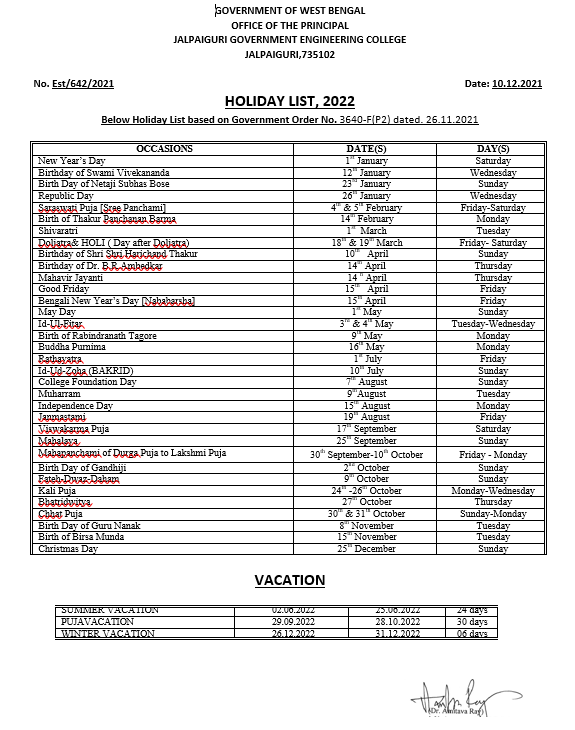 GOVERNMENT OF WEST BENGAL
OFFICE OF THE PRINCIPAL
JALPAIGURI GOVERNMENT ENGINEERING COLLEGE
JALPAIGURI,735102
No. Est/642/2021 Date: 10.12.2021
HOLIDAY LIST, 2022
Below Holiday List based on Government Order No. 3640-F(P2) dated. 26.11.2021
OCCASIONS DATE(S) DAY(S)
New Year's Day 1st January Saturday
Birthday of Swami Vivekananda 12th January Wednesday
Birth Day of Netaji Subhas Bose 23rd January Sunday
Republic Day 26th January Wednesday
Saraswati Puja [Sree Panchami] 4th & 5th February Friday-Saturday
Birth of Thakur Panchanan Barma 14th February Monday
Shivaratri 1st March Tuesday
Doljatra& HOLI ( Day after Doljatra) 18th & 19th March Friday- Saturday
Birthday of Shri Shri Harichand Thakur 10th April Sunday
Birthday of Dr. B.R.Ambedkar 14th April Thursday
Mahavir Jayanti 14th April Thursday
Good Friday 15th April Friday
Bengali New Year's Day [Nababarsha] 15th April Friday
May Day 1st May Sunday
Id-Ul-Fitar 3rd & 4th May Tuesday-Wednesday
Birth of Rabindranath Tagore 9th May Monday
Buddha Purnima 16th May Monday
Rathayatra 1st July Friday
Id-Ud-Zoha (BAKRID) 10th July Sunday
College Foundation Day 7th August Sunday
Muharram 9th August Tuesday
Independence Day 15th August Monday
Janmastami 19th August Friday
Viswakarma Puja 17th September Saturday
Mahalaya 25th September Sunday
Mahapanchami of Durga Puja to Lakshmi Puja 30th September-10th October Friday - Monday
Birth Day of Gandhiji 2nd October Sunday
Fateh-Dwaz-Daham 9th October Sunday
Kali Puja 24th -26th October Monday-Wednesday
Bhatridwitya 27th October Thursday
Chhat Puja 30th & 31st October Sunday-Monday
Birth Day of Guru Nanak 8th November Tuesday
Birth of Birsa Munda 15th November Tuesday
Christmas Day 25th December Sunday
VACATION
SUMMER VACATION 02.06.2022 25.06.2022 24 days
PUJAVACATION 29.09.2022 28.10.2022 30 days
WINTER VACATION 26.12.2022 31.12.2022 06 days
(Dr. Amitava Ray)